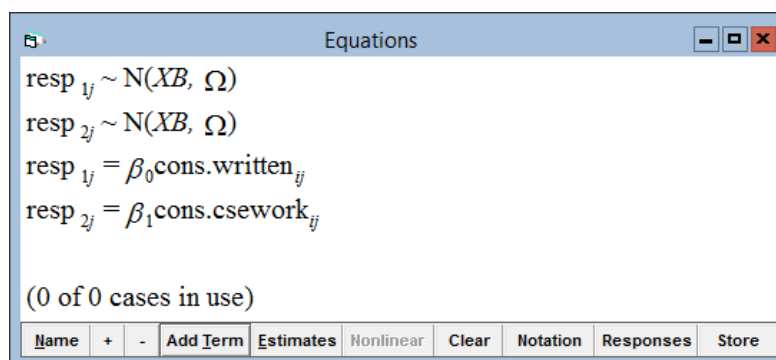 Equations
resp 1j ~ N(XB, Ω)
resp 2j ~ N(XB, Ω)
resp 1j = β0cons.writtenij
resp 2j = β1cons.cseworkij
(0 of 0 cases in use)
Name + - Add Term Estimates Nonlinear Clear Notation Responses Store